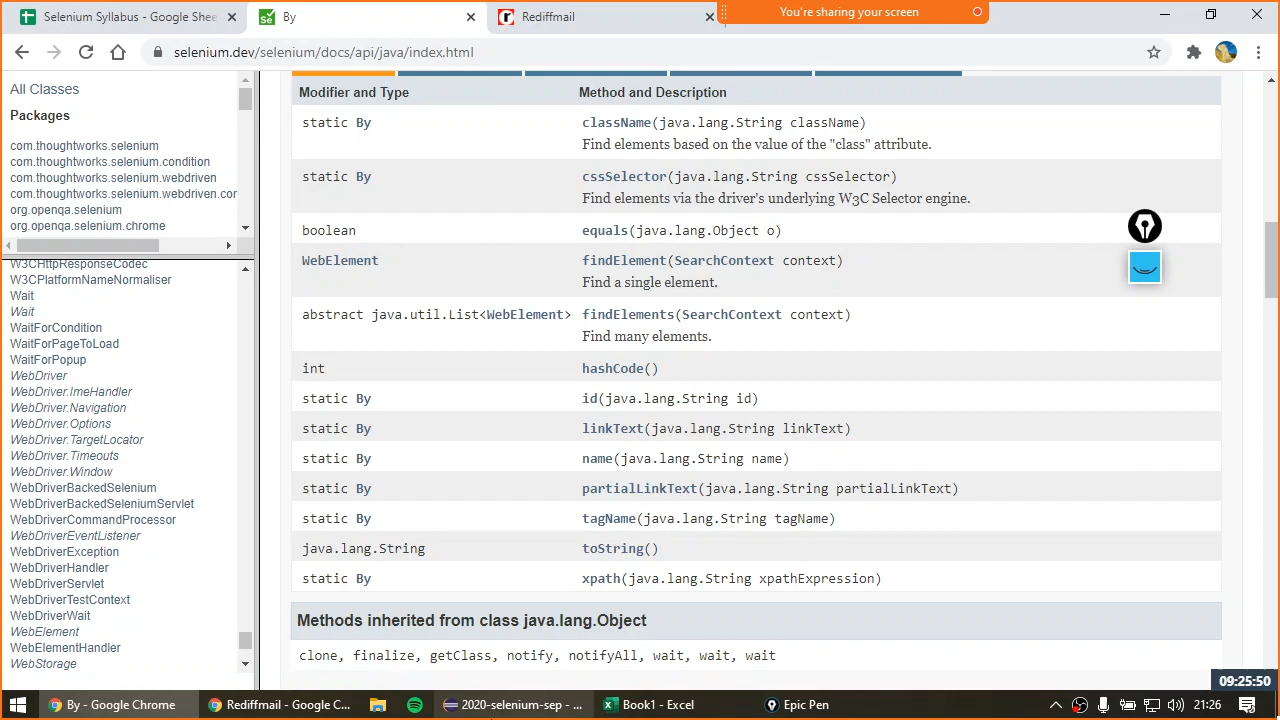 Selenium Syllabus - Google Shee
By
Rediffmail
You're sharing your screen
selenium.dev/selenium/docs/api/java/index.html
All Classes
Packages
com.thoughtworks.selenium
com.thoughtworks.selenium.condition
com.thoughtworks.selenium.webdriven
com.thoughtworks.selenium.webdriven.cor
org.openqa.selenium
org.openqa.selenium.chrome
W3CHttpResponseCodec
W3CPlatformNameNormaliser
Wait
Wait
WaitForCondition
WaitForPageToLoad
WaitForPopup
WebDriver
WebDriver.ImeHandler
WebDriver.Navigation
WebDriver.Options
WebDriver.TargetLocator
WebDriver.Timeouts
WebDriver.Window
WebDriverBackedSelenium
WebDriverBackedSeleniumServlet
WebDriverCommandProcessor
WebDriverEventListener
WebDriverException
WebDriverHandler
WebDriverServlet
WebDriverTestContext
WebDriverWait
WebElement
WebElementHandler
WebStorage
Modifier and Type Method and Description
static By className(java.lang.String className)
Find elements based on the value of the "class" attribute.
static By cssSelector(java.lang.String cssSelector)
Find elements via the driver's underlying W3C Selector engine.
boolean equals(java.lang.Object o)
WebElement findElement(SearchContext context)
Find a single element.
abstract java.util.List<WebElement> findElements(SearchContext context)
Find many elements.
int hashCode()
static By id(java.lang.String id)
static By linkText(java.lang.String linkText)
static By name(java.lang.String name)
static By partialLinkText(java.lang.String partialLinkText)
static By tagName(java.lang.String tagName)
java.lang.String toString()
static By xpath(java.lang.String xpathExpression)
Methods inherited from class java.lang.Object
clone, finalize, getClass, notify, notifyAll, wait, wait, wait
09:25:50
By - Google Chrome
Rediffmail - Google C...
2020-selenium-sep - ...
Book1 - Excel
Epic Pen
21:26